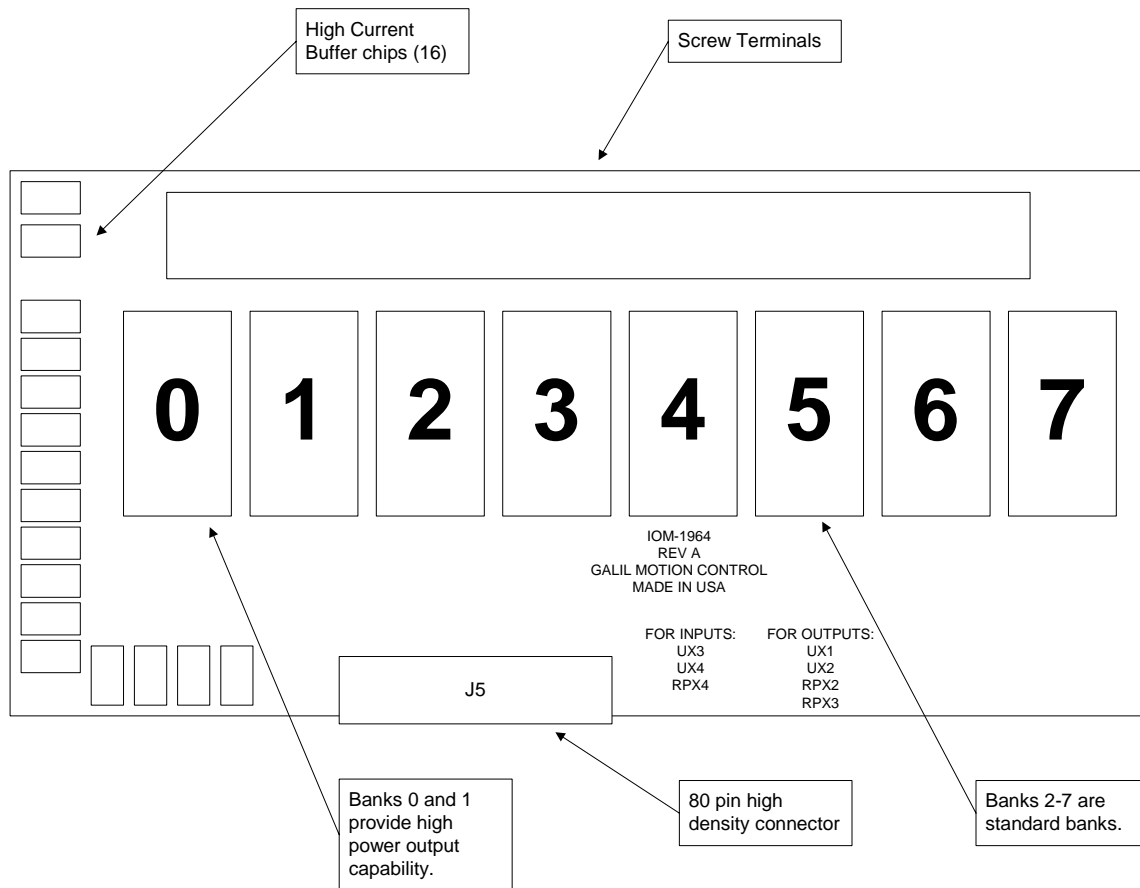 High Current
Buffer chips (16)
Screw Terminals
0 1 2 3 4 5 6 7
IOM-1964
REV A
GALIL MOTION CONTROL
MADE IN USA
FOR INPUTS:
UX3
UX4
RPX4
FOR OUTPUTS:
UX1
UX2
RPX2
RPX3
J5
Banks 0 and 1
provide high
power output
capability.
80 pin high
density connector
Banks 2-7 are
standard banks.